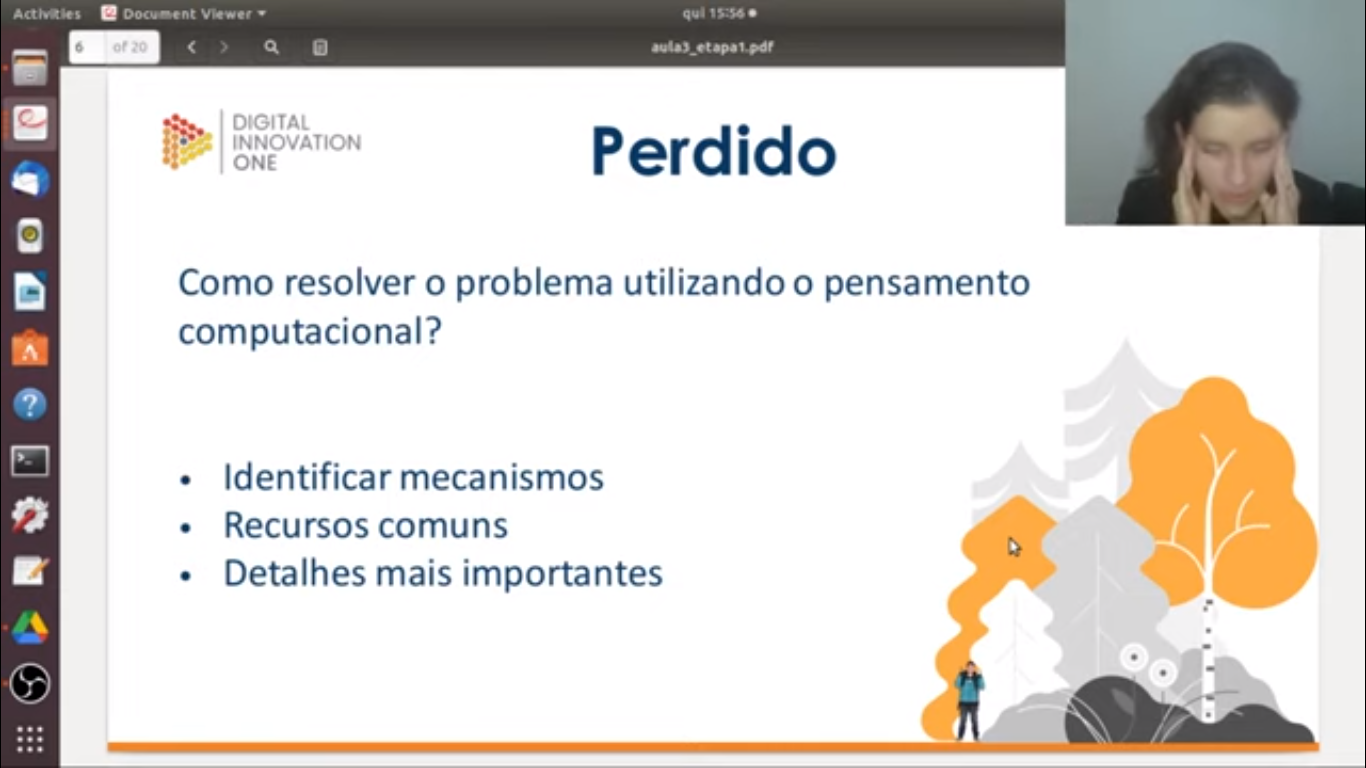 Activities Document Viewer qui 15:56
6 of 20 aula3_etapa1.pdf
DIGITAL
INNOVATION
ONE
Perdido
Como resolver o problema utilizando o pensamento
computacional?
• Identificar mecanismos
• Recursos comuns
• Detalhes mais importantes